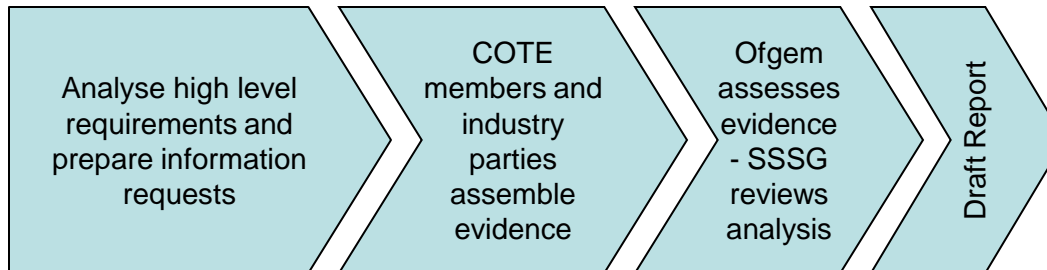 Analyse high level
requirements and
prepare information
requests
COTE
members and
industry
parties
assemble
evidence
Ofgem
assesses
evidence
- SSSG
reviews
analysis
Draft Report